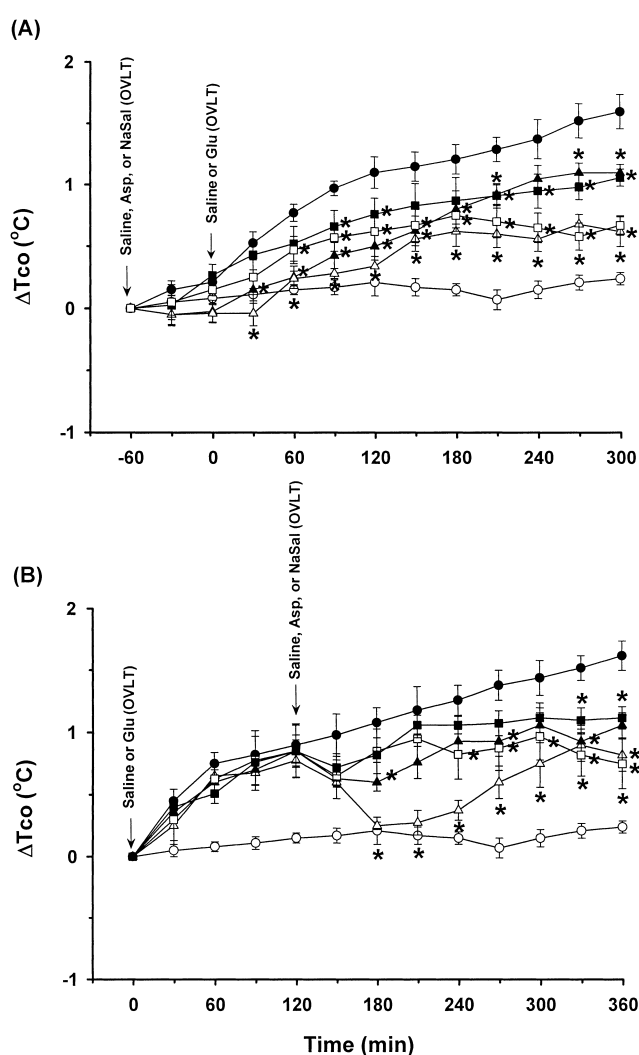 (A)
Saline, Asp, or NaSal (OVLT)
Saline or Glu (OVLT)
ΔTco (°C)
2
1
0
-1
-60 0 60 120 180 240 300
* * * * * * * * * * * * * * * * * * * * * * * * * * * * * * * * * *
(B)
Saline or Glu (OVLT)
Saline, Asp, or NaSal (OVLT)
ΔTco (°C)
2
1
0
-1
0 60 120 180 240 300 360
* * * * * * * * * * * * * * * * *
Time (min)